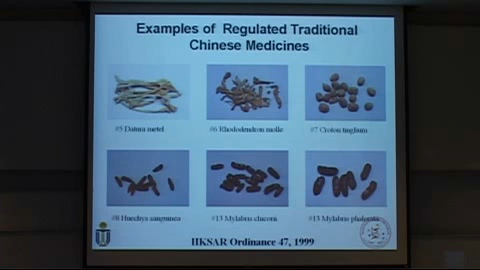 Examples of Regulated Traditional
Chinese Medicines
#5 Datura metel
#6 Rhododendron molle
#7 Croton tiglium
#8 Huechys sanguinea
#13 Mylabris cichorii
#13 Mylabris phalerata
HKSAR Ordinance 47, 1999